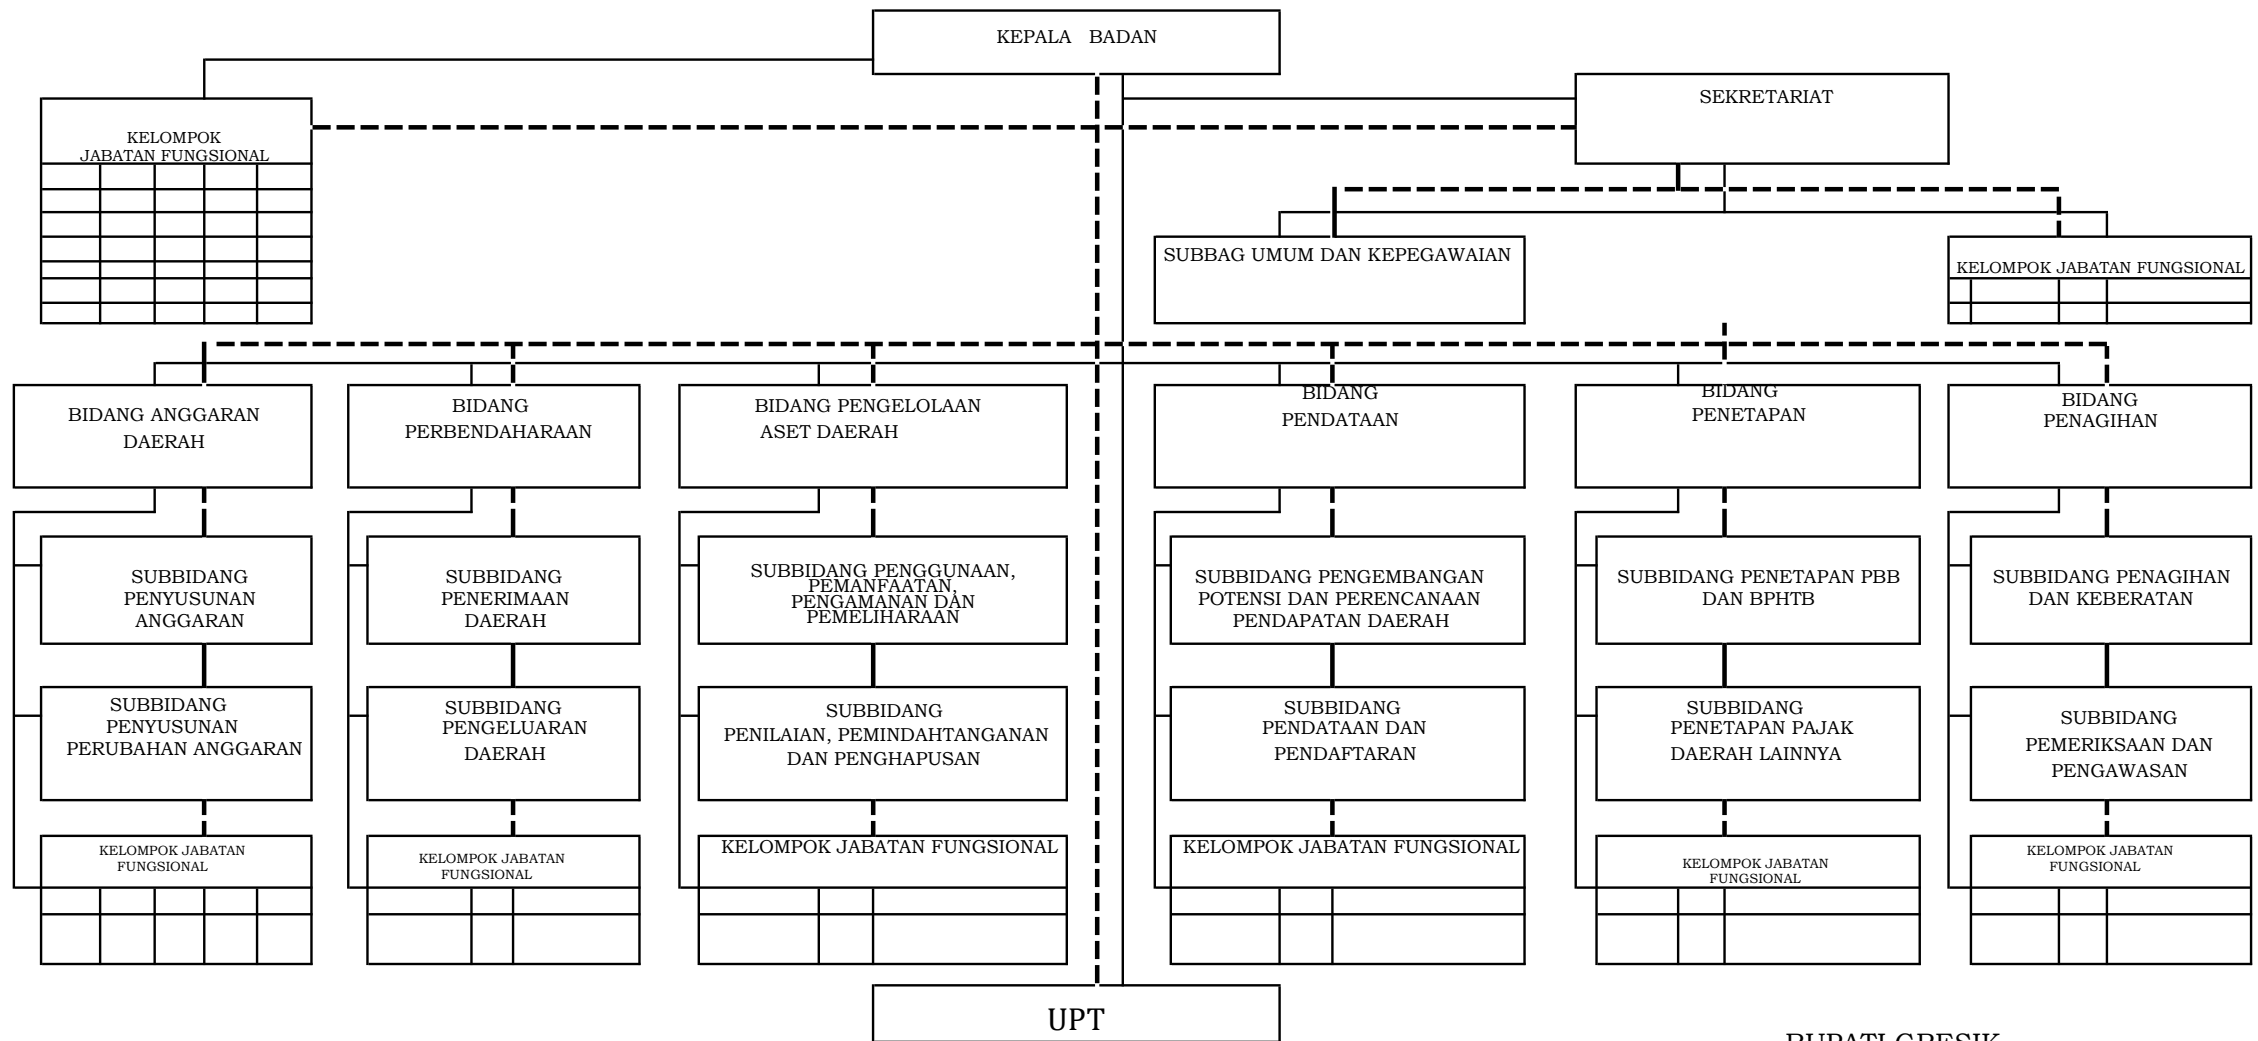 KEPALA BADAN
SEKRETARIAT
KELOMPOK
JABATAN FUNGSIONAL
SUBBAG UMUM DAN KEPEGAWAIAN
KELOMPOK JABATAN FUNGSIONAL
BIDANG ANGGARAN
DAERAH
BIDANG
PERBENDAHARAAN
BIDANG PENGELOLAAN
ASET DAERAH
BIDANG
PENDATAAN
BIDANG
PENETAPAN
BIDANG
PENAGIHAN
SUBBIDANG
PENYUSUNAN
ANGGARAN
SUBBIDANG
PENERIMAAN
DAERAH
SUBBIDANG PENGGUNAAN,
PEMANFAATAN,
PENGAMANAN DAN
PEMELIHARAAN
SUBBIDANG PENGEMBANGAN
POTENSI DAN PERENCANAAN
PENDAPATAN DAERAH
SUBBIDANG PENETAPAN PBB
DAN BPHTB
SUBBIDANG PENAGIHAN
DAN KEBERATAN
SUBBIDANG
PENYUSUNAN
PERUBAHAN ANGGARAN
SUBBIDANG
PENGELUARAN
DAERAH
SUBBIDANG
PENILAIAN, PEMINDAHTANGANAN
DAN PENGHAPUSAN
SUBBIDANG
PENDATAAN DAN
PENDAFTARAN
SUBBIDANG
PENETAPAN PAJAK
DAERAH LAINNYA
SUBBIDANG
PEMERIKSAAN DAN
PENGAWASAN
KELOMPOK JABATAN
FUNGSIONAL
KELOMPOK JABATAN
FUNGSIONAL
KELOMPOK JABATAN FUNGSIONAL
KELOMPOK JABATAN FUNGSIONAL
KELOMPOK JABATAN
FUNGSIONAL
KELOMPOK JABATAN
FUNGSIONAL
UPT
BUPATI GRESIK